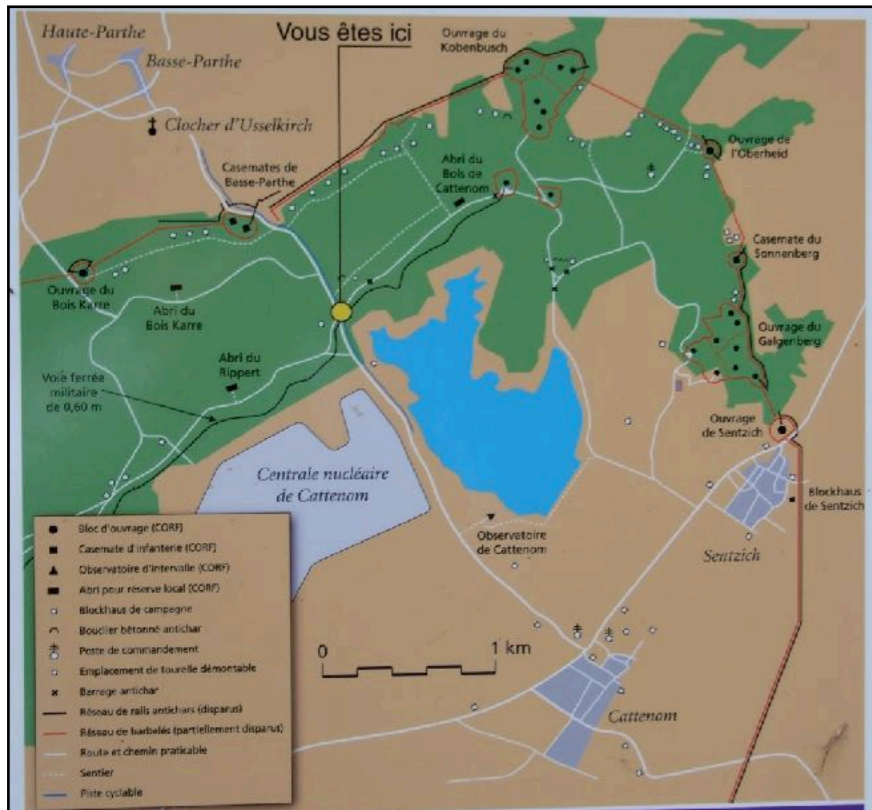 Haute-Parthe
Basse-Parthe
Clocher d'Usselkirch
Vous êtes ici
Ouvrage du
Kobenbusch
Casemates de
Basse-Parthe
Abri du
Bois de
Cattenom
Ouvrage de
l'Oberheid
Casemate du
Sonnenberg
Ouvrage du
Bois Karre
Abri du
Bois Karre
Ouvrage du
Galgenberg
Abri du
Rippert
Voie ferrée
militaire
de 0,60 m
Ouvrage
de Sentzich
Centrale nucléaire
de Cattenom
Blockhaus
de Sentzich
Observatoire
de Cattenom
Sentzich
0
1 km
Cattenom
Bloc d'ouvrage (CORF)
Casemate d'infanterie (CORF)
Observatoire d'intervalle (CORF)
Abri pour réserve local (CORF)
Blockhaus de campagne
Bouclier bétonné antichar
Poste de commandement
Emplacement de tourelle démontable
Barrage antichar
Réseau de rails antichars (disparus)
Réseau de barbelés (partiellement disparus)
Route et chemin praticable
Sentier
Piste cyclable